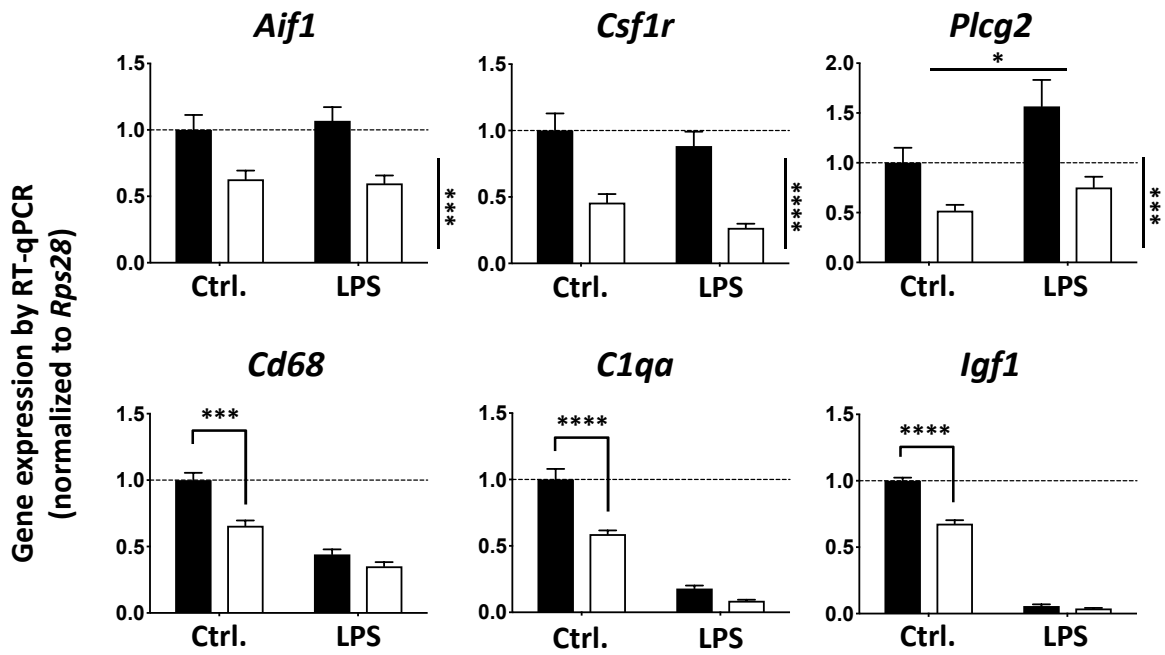 Aif1
Csf1r
Plcg2
1.5
1.0
0.5
0.0
Ctrl.
LPS
***
1.5
1.0
0.5
0.0
Ctrl.
LPS
****
2.0
1.5
1.0
0.5
0.0
*
Ctrl.
LPS
***
Gene expression by RT-qPCR
(normalized to Rps28)
Cd68
C1qa
Igf1
1.5
1.0
0.5
0.0
***
Ctrl.
LPS
1.5
1.0
0.5
0.0
****
Ctrl.
LPS
1.5
1.0
0.5
0.0
****
Ctrl.
LPS